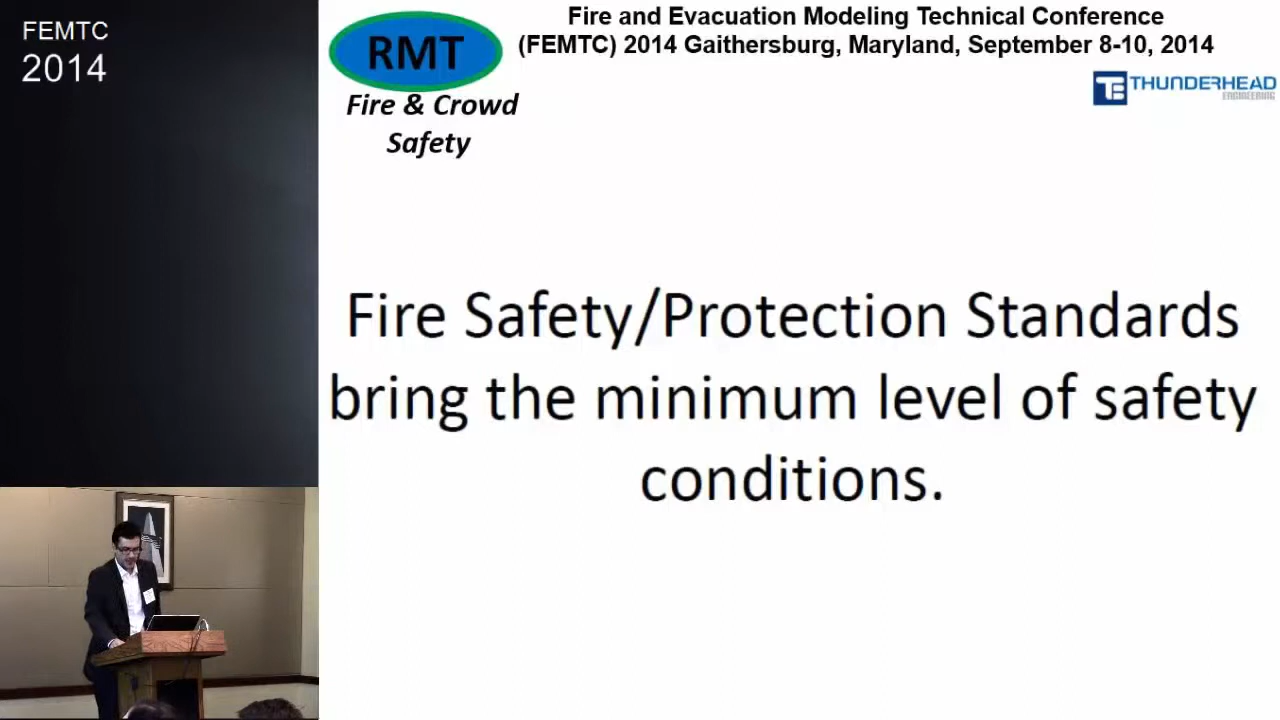 FEMTC
2014
RMT
Fire & Crowd
Safety
Fire and Evacuation Modeling Technical Conference
(FEMTC) 2014 Gaithersburg, Maryland, September 8-10, 2014
THUNDERHEAD
ENGINEERING
Fire Safety/Protection Standards
bring the minimum level of safety
conditions.